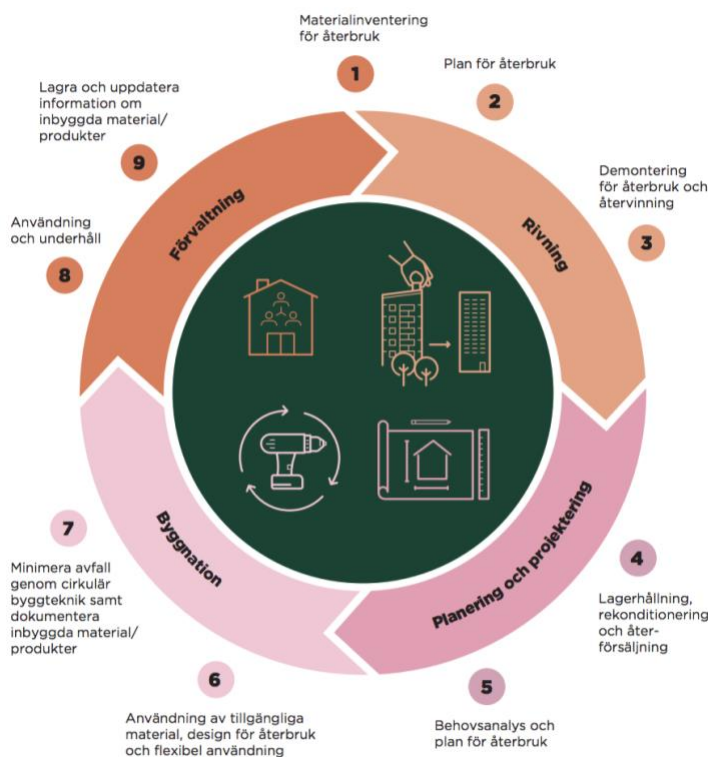 1
Materialinventering
för återbruk
2
Plan för återbruk
3
Demontering
för återbruk och
återvinning
4
Lagerhållning,
rekonditionering
och åter-
försäljning
5
Behovsanalys och
plan för återbruk
6
Användning av tillgängliga
material, design för återbruk
och flexibel användning
7
Minimera avfall
genom cirkulär
byggteknik samt
dokumentera
inbyggda material/
produkter
8
Användning
och underhåll
9
Lagra och uppdatera
information om
inbyggda material/
produkter
Rivning
Planering och projektering
Byggnation
Förvaltning